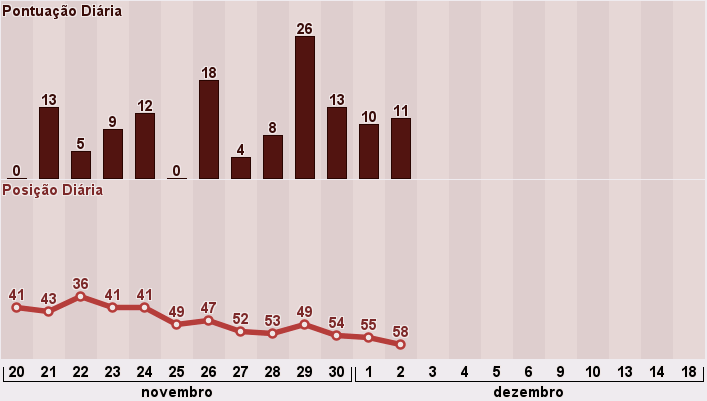 Pontuação Diária
0 13 5 9 12 0 18 4 8 26 13 10 11
Posição Diária
41 43 36 41 41 49 47 52 53 49 54 55 58
20 21 22 23 24 25 26 27 28 29 30 1 2 3 4 5 6 9 10 13 14 18
novembro dezembro